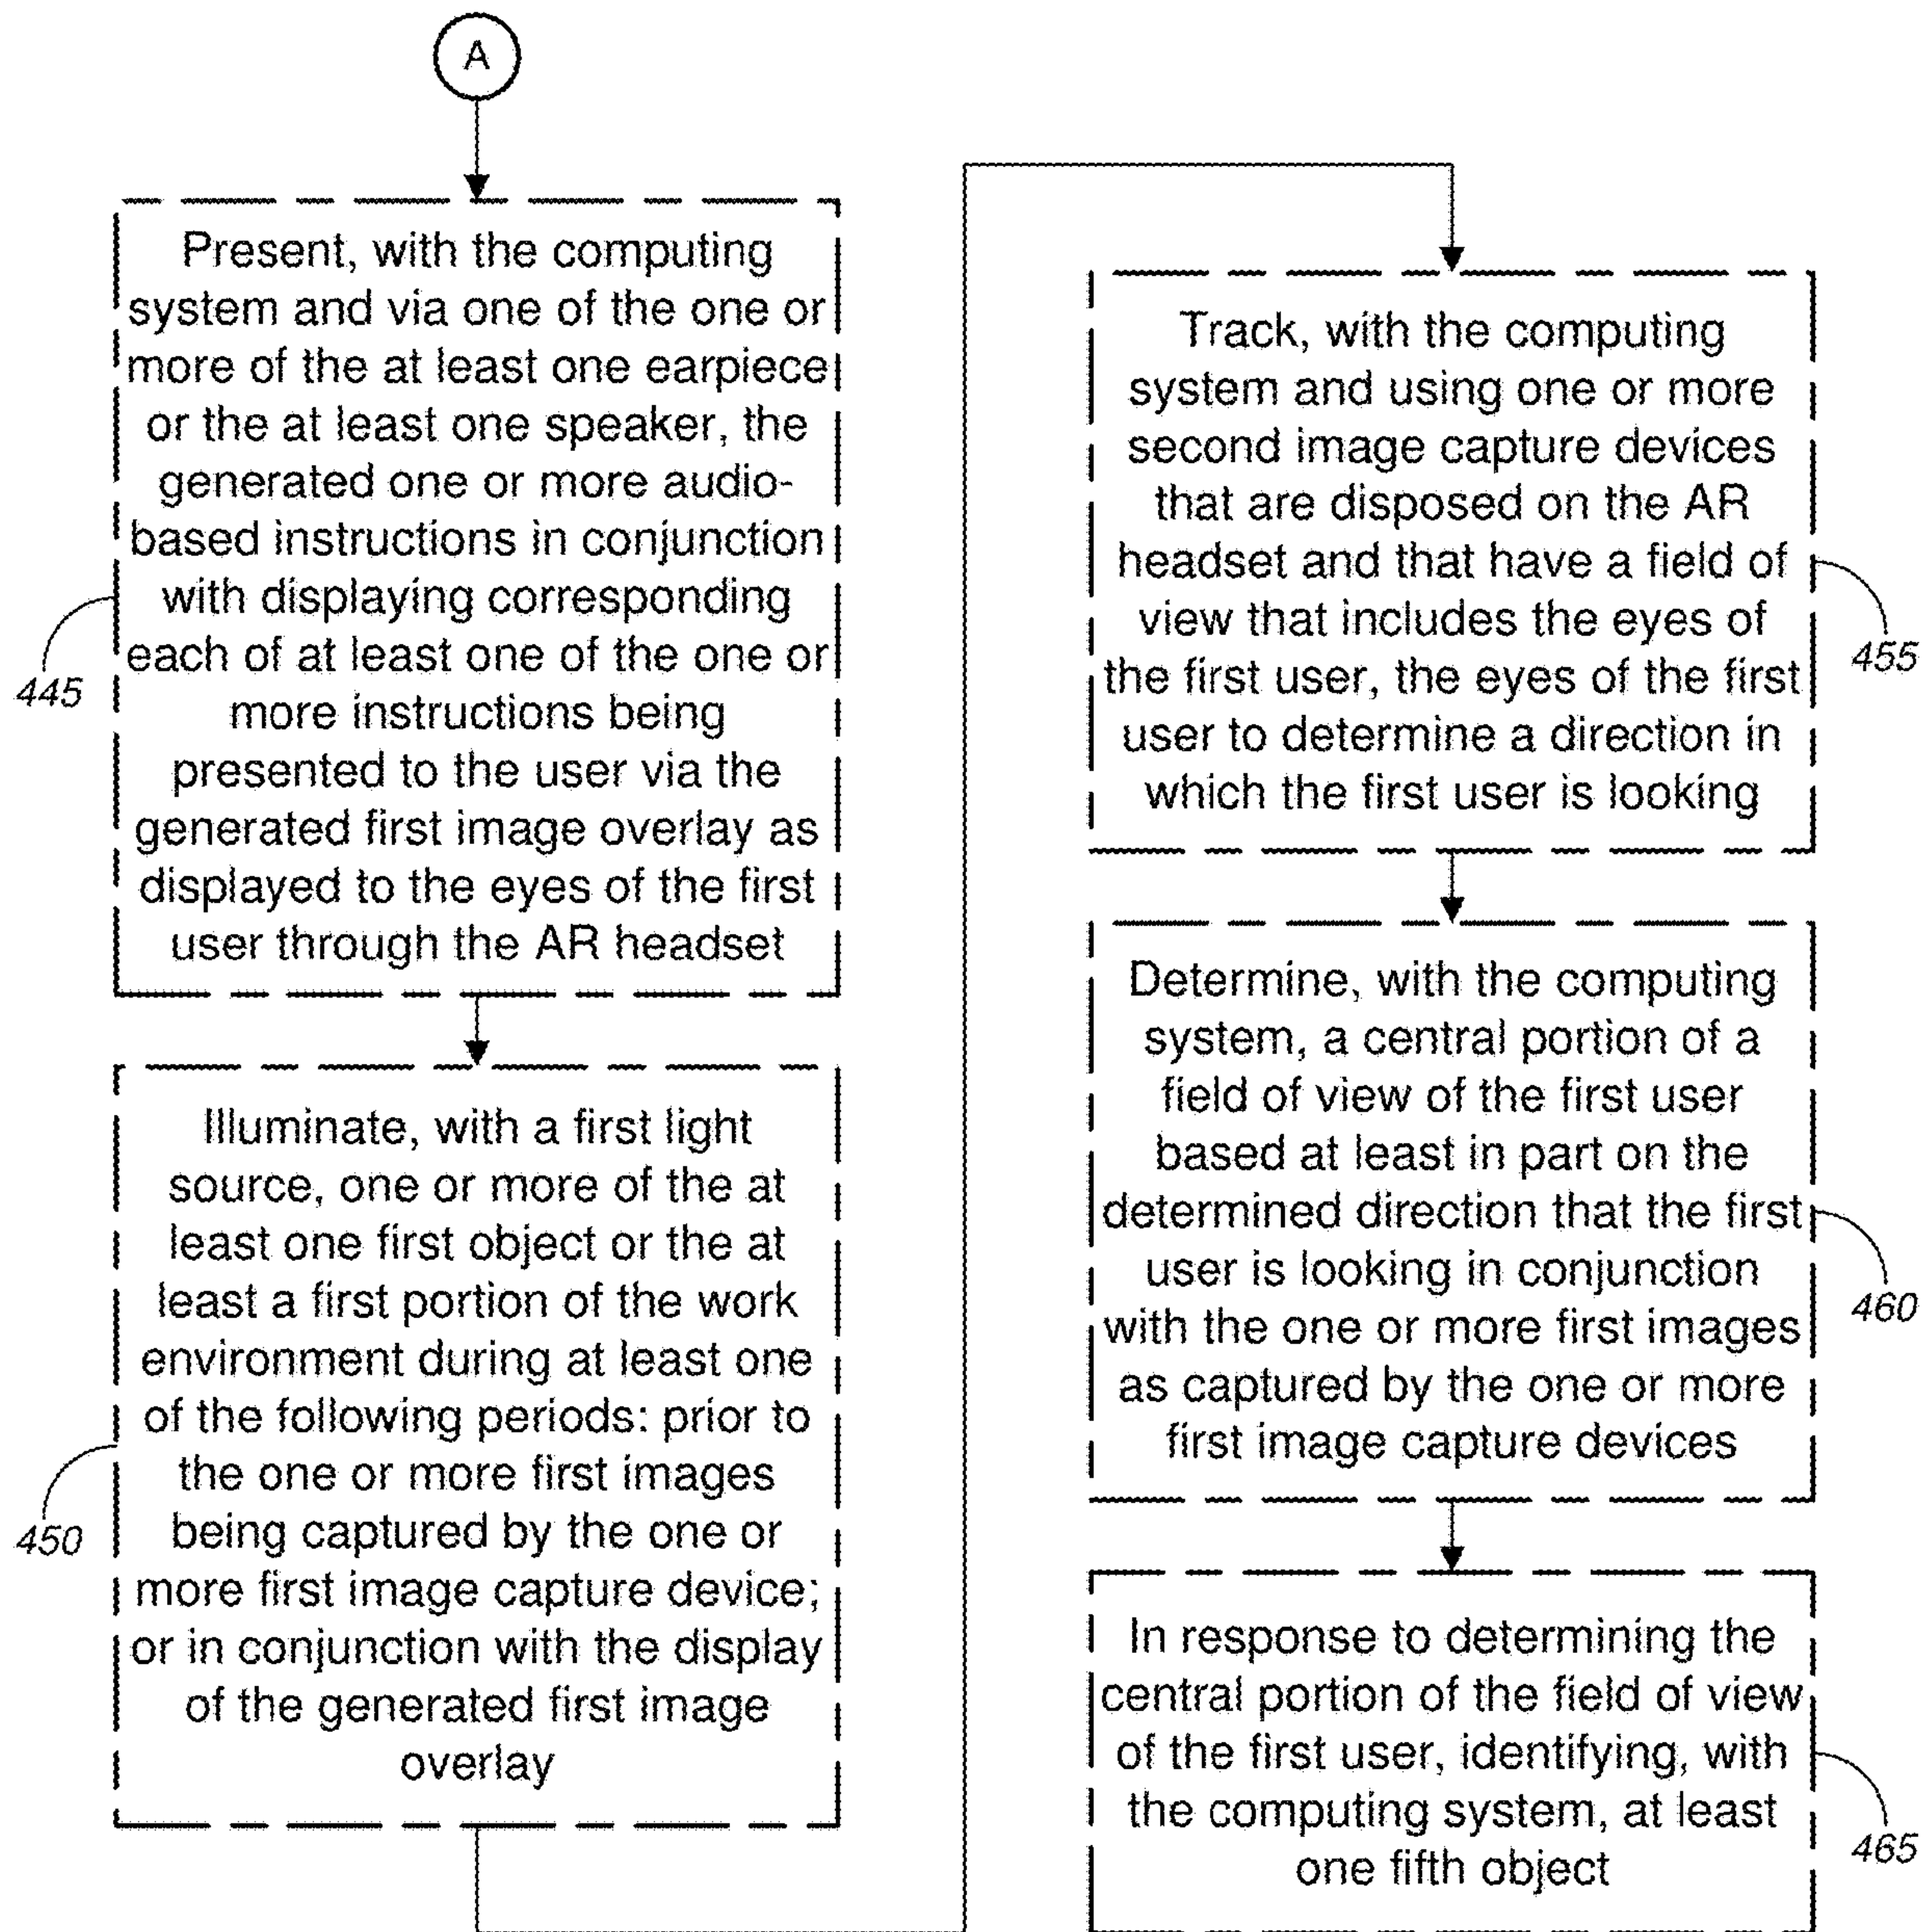 A
Present, with the computing
system and via one of the one or
more of the at least one earpiece
or the at least one speaker, the
generated one or more audio-
based instructions in conjunction
with displaying corresponding
each of at least one of the one or
more instructions being
presented to the user via the
generated first image overlay as
displayed to the eyes of the first
user through the AR headset
445
Illuminate, with a first light
source, one or more of the at
least one first object or the at
least a first portion of the work
environment during at least one
of the following periods: prior to
the one or more first images
being captured by the one or
more first image capture device;
or in conjunction with the display
of the generated first image
overlay
450
Track, with the computing
system and using one or more
second image capture devices
that are disposed on the AR
headset and that have a field of
view that includes the eyes of
the first user, the eyes of the first
user to determine a direction in
which the first user is looking
455
Determine, with the computing
system, a central portion of a
field of view of the first user
based at least in part on the
determined direction that the first
user is looking in conjunction
with the one or more first images
as captured by the one or more
first image capture devices
460
In response to determining the
central portion of the field of view
of the first user, identifying, with
the computing system, at least
one fifth object
465